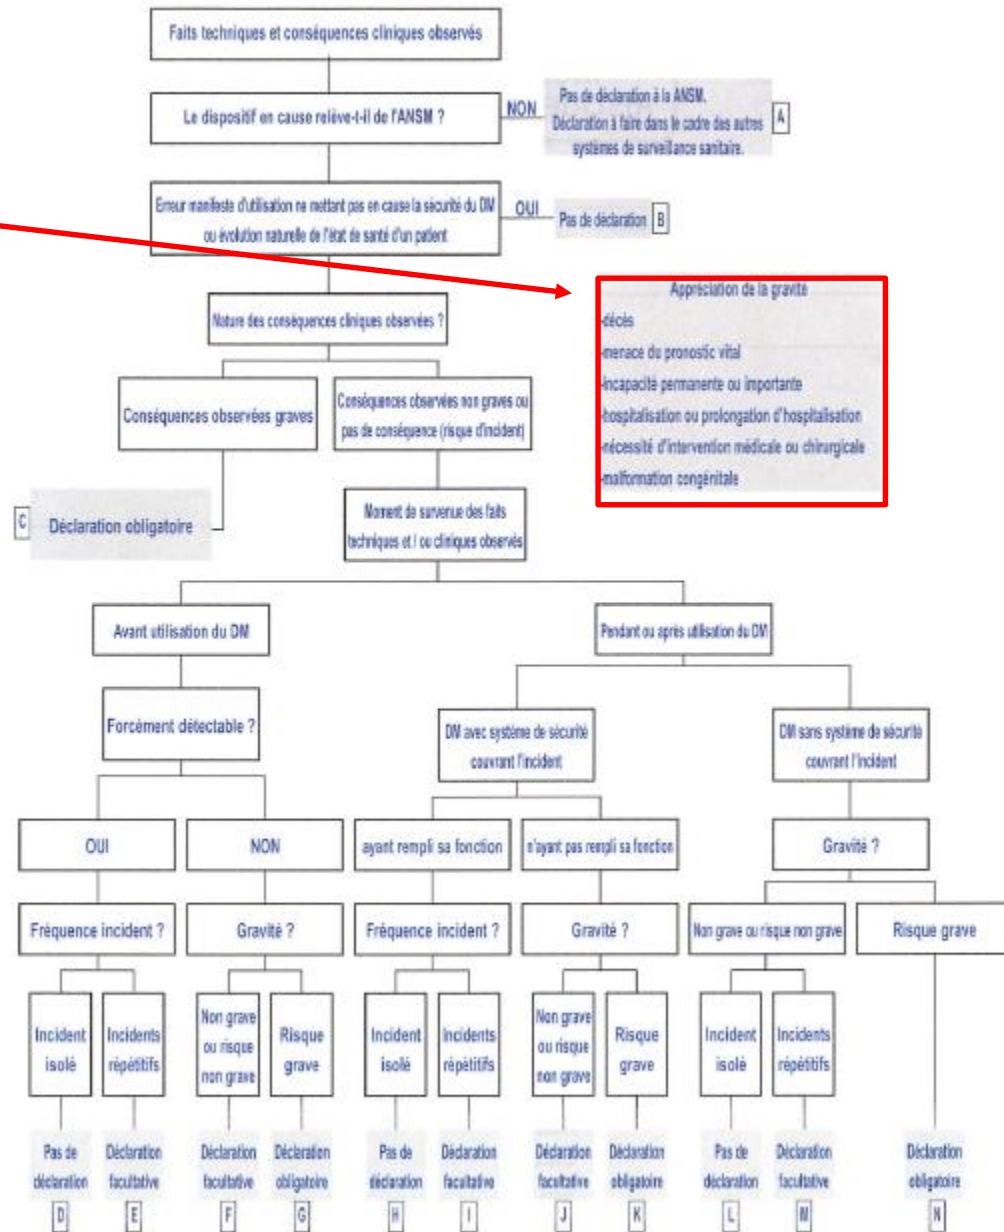 Faits techniques et conséquences cliniques observés
Le dispositif en cause relève-t-il de l'ANSM ?
NON
Pas de déclaration à la ANSM.
Déclaration à faire dans le cadre des autres
systèmes de surveillance sanitaire.
A
Erreur manifeste d'utilisation ne mettant pas en cause la sécurité du DM
ou évolution naturelle de l'état de santé d'un patient
OUI
Pas de déclaration
B
Appréciation de la gravité
-décès
-menace du pronostic vital
-incapacité permanente ou importante
-hospitalisation ou prolongation d'hospitalisation
-nécessité d'intervention médicale ou chirurgicale
-malformation congénitale
Nature des conséquences cliniques observées ?
Conséquences observées graves
Conséquences observées non graves ou
pas de conséquence (risque d'incident)
C
Déclaration obligatoire
Moment de survenue des faits
techniques et / ou cliniques observés
Avant utilisation du DM
Pendant ou après utilisation du DM
Forcément détectable ?
DM avec système de sécurité
couvrant l'incident
DM sans système de sécurité
couvrant l'incident
OUI
NON
ayant rempli sa fonction
n'ayant pas rempli sa fonction
Gravité ?
Fréquence incident ?
Gravité ?
Fréquence incident ?
Gravité ?
Non grave ou risque non grave
Risque grave
Incident
isolé
Incidents
répétitifs
Non grave
ou risque
non grave
Risque
grave
Incident
isolé
Incidents
répétitifs
Non grave
ou risque
non grave
Risque
grave
Incident
isolé
Incidents
répétitifs
Pas de
déclaration
D
Déclaration
facultative
E
Déclaration
facultative
F
Déclaration
obligatoire
G
Pas de
déclaration
H
Déclaration
facultative
I
Déclaration
facultative
J
Déclaration
obligatoire
K
Pas de
déclaration
L
Déclaration
facultative
M
Déclaration
obligatoire
N